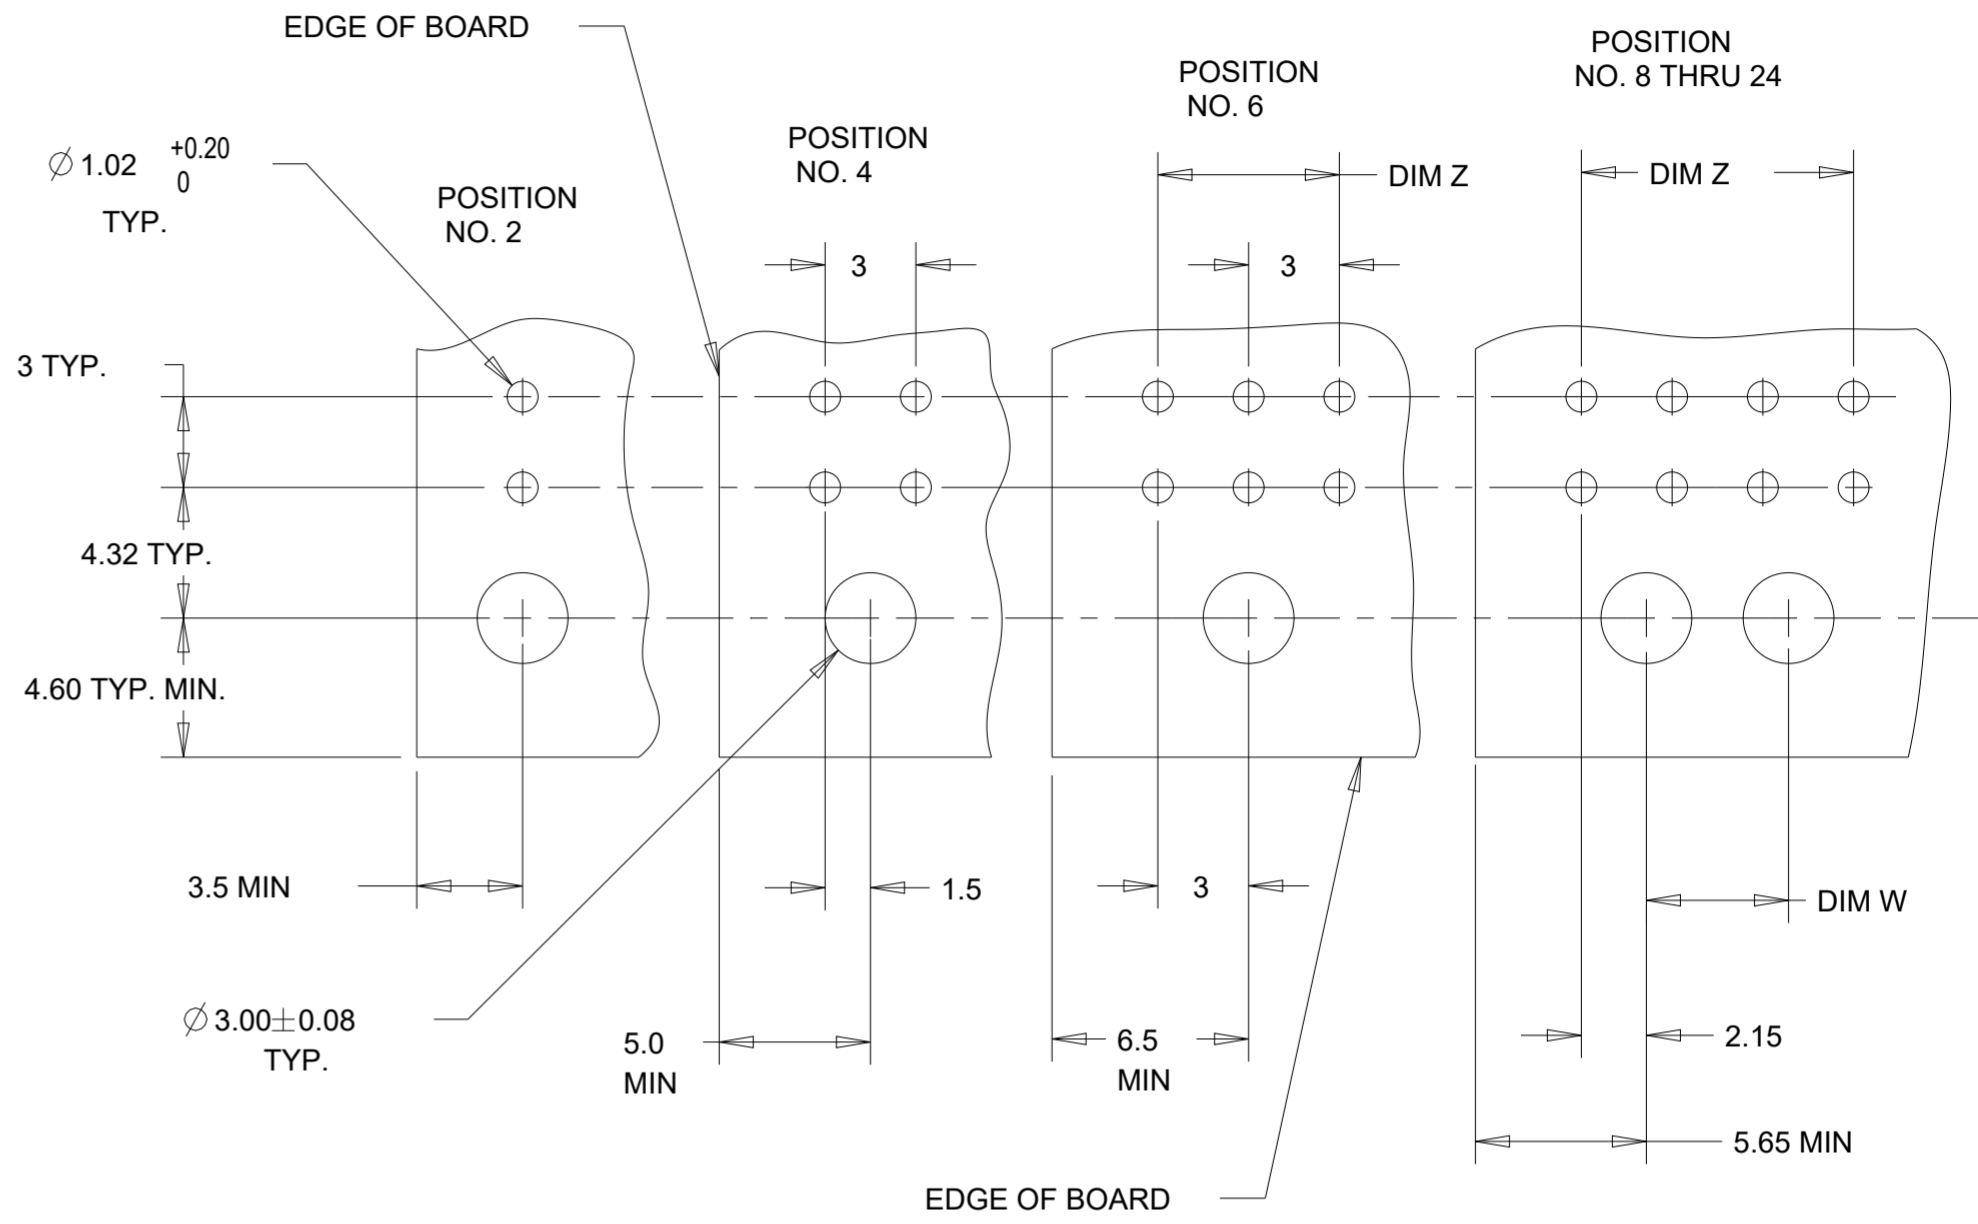 EDGE OF BOARD
POSITION
NO. 8 THRU 24
POSITION
NO. 6
POSITION
NO. 4
POSITION
NO. 2
∅ 1.02 +0.20
0
TYP.
DIM Z
DIM Z
3
3
3 TYP.
4.32 TYP.
4.60 TYP. MIN.
3.5 MIN
1.5
3
DIM W
∅ 3.00±0.08
TYP.
5.0
MIN
6.5
MIN
2.15
5.65 MIN
EDGE OF BOARD